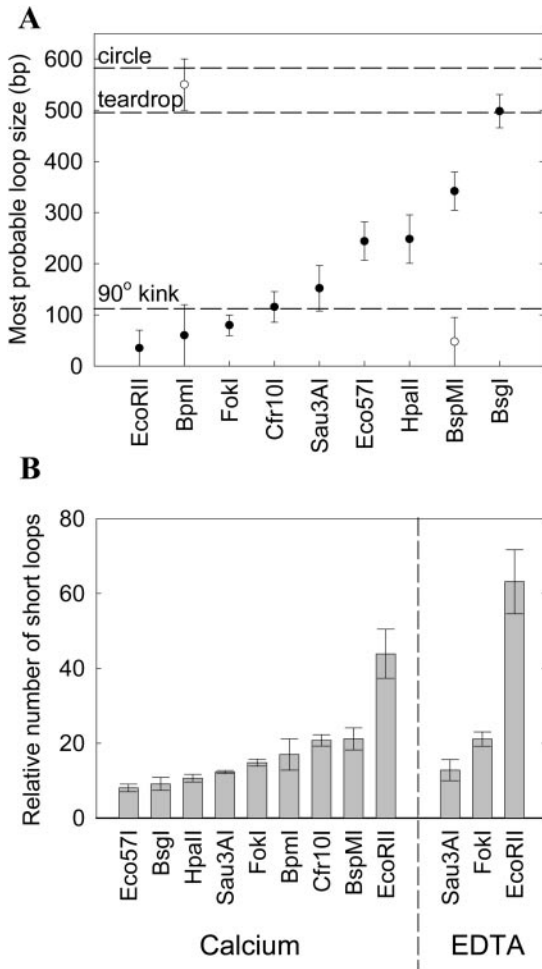 A
Most probable loop size (bp)
600
500
400
300
200
100
0
circle
teardrop
90° kink
EcoRII
BpmI
FokI
Cfr10I
Sau3AI
Eco57I
HpaII
BspMI
BsgI
B
Relative number of short loops
80
60
40
20
0
Eco57I
BsgI
HpaII
Sau3AI
FokI
BpmI
Cfr10I
BspMI
EcoRII
Sau3AI
FokI
EcoRII
Calcium
EDTA